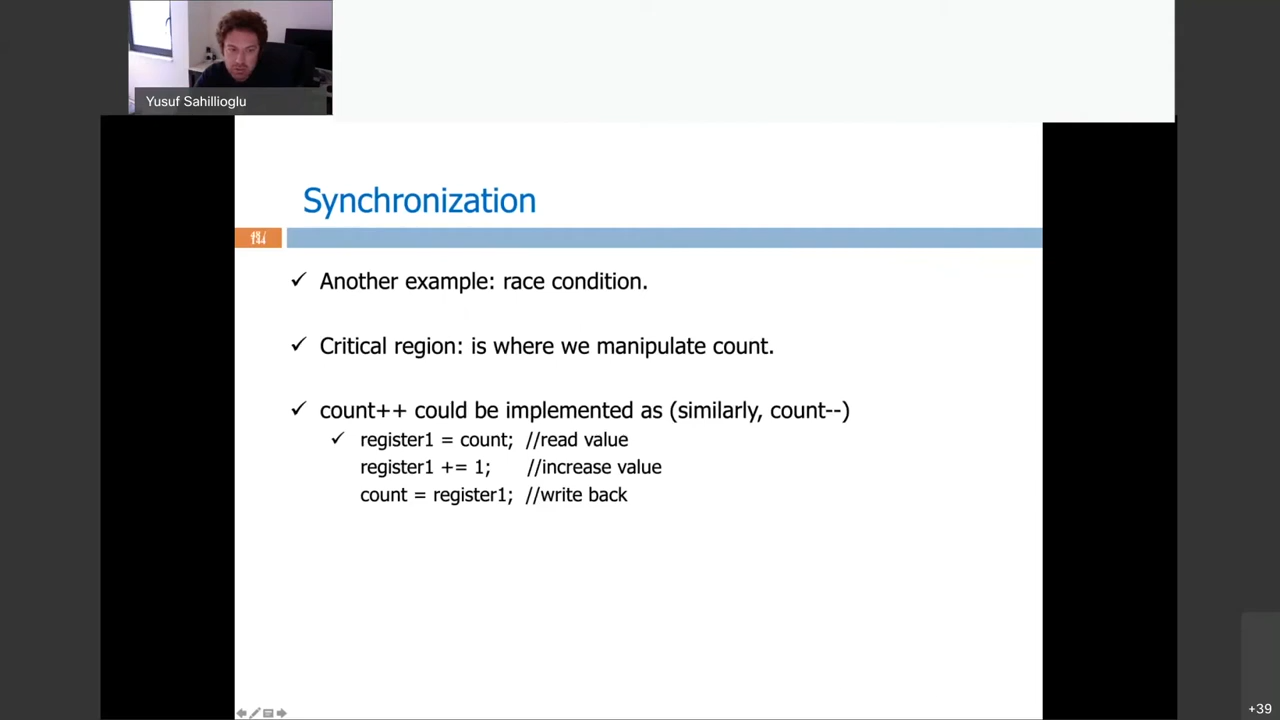 Yusuf Sahillioglu
Synchronization
144
✓ Another example: race condition.
✓ Critical region: is where we manipulate count.
✓ count++ could be implemented as (similarly, count--)
✓ register1 = count; //read value
register1 += 1; //increase value
count = register1; //write back
+39